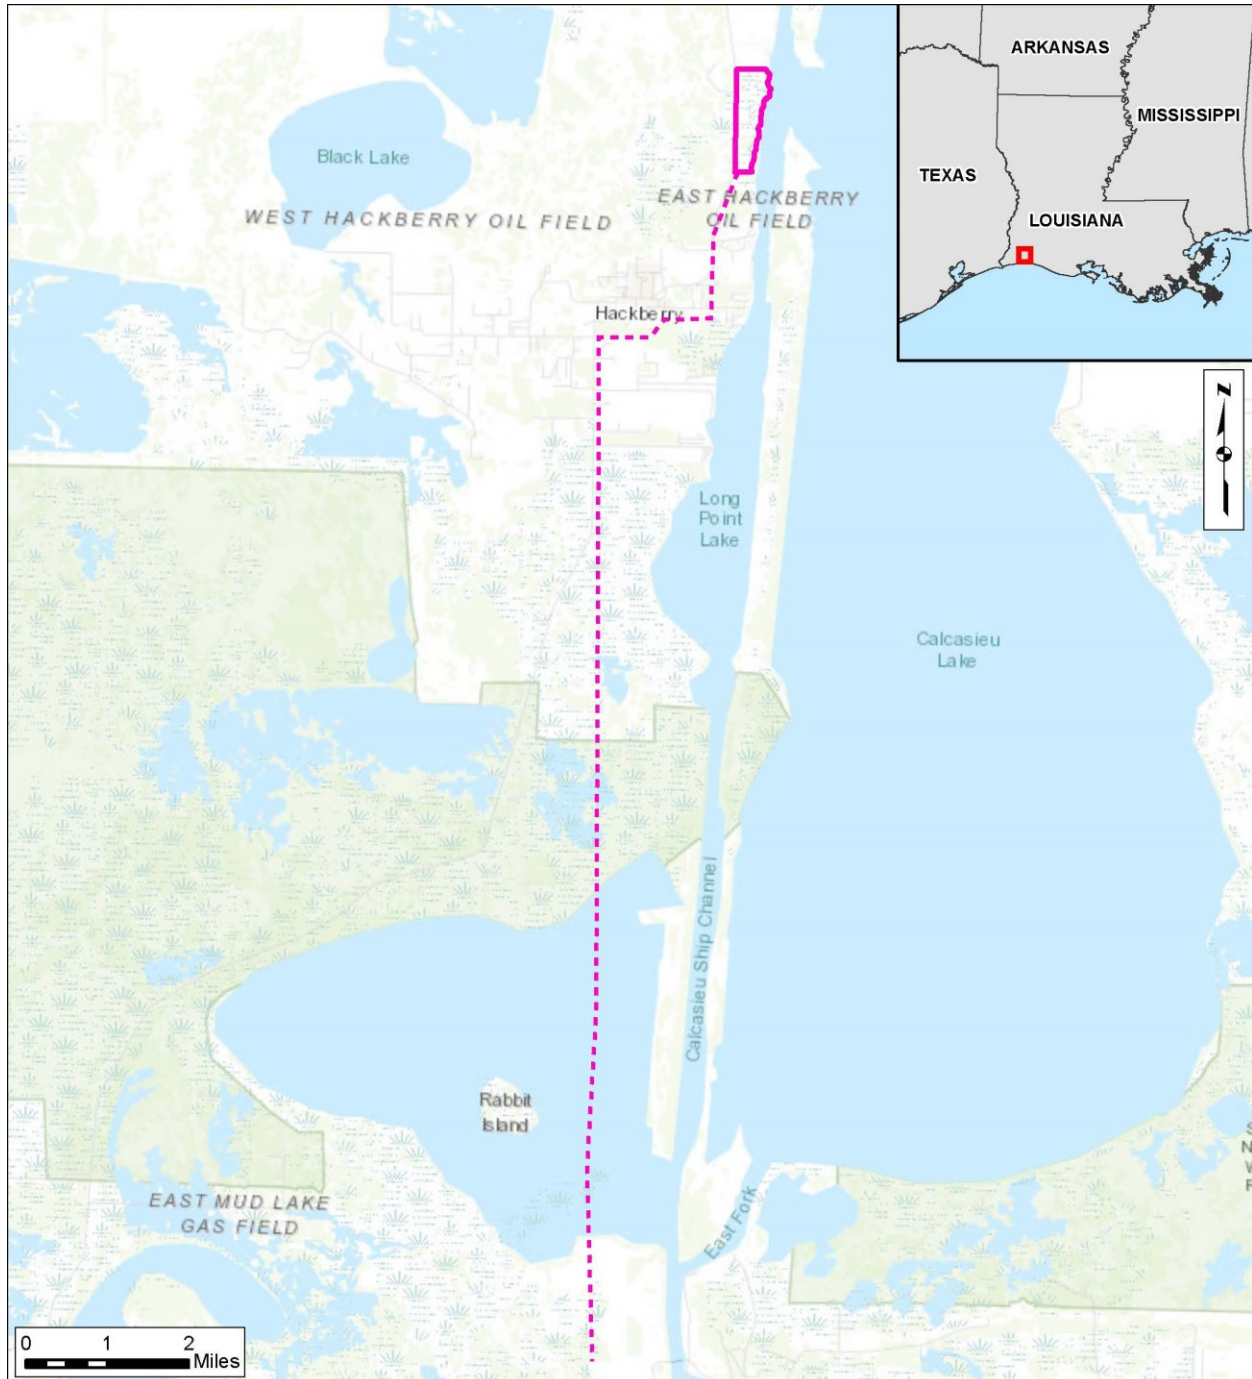 ARKANSAS
MISSISSIPPI
TEXAS
LOUISIANA
Black Lake
WEST HACKBERRY OIL FIELD
EAST HACKBERRY
OIL FIELD
Hackberry
N
Long
Point
Lake
Calcasieu
Lake
Calcasieu Ship Channel
Rabbit
Island
East Fork
EAST MUD LAKE
GAS FIELD
0 1 2
Miles